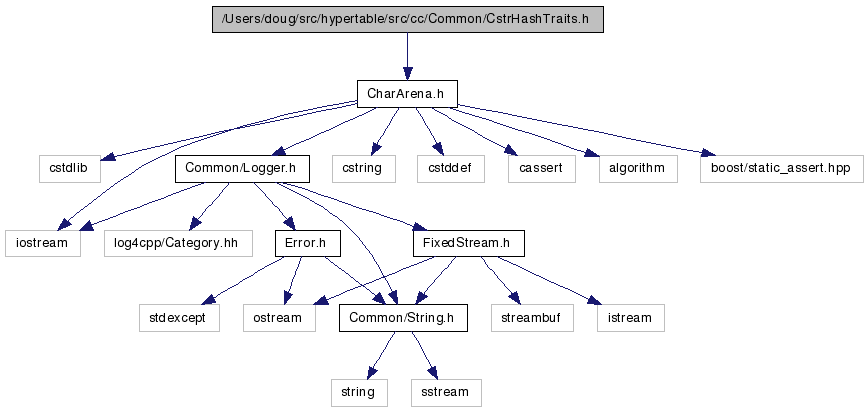 /Users/doug/src/hypertable/src/cc/Common/CstrHashTraits.h
CharArena.h
cstdlib
Common/Logger.h
cstring
cstddef
cassert
algorithm
boost/static_assert.hpp
iostream
log4cpp/Category.hh
Error.h
FixedStream.h
stdexcept
ostream
Common/String.h
streambuf
istream
string
sstream